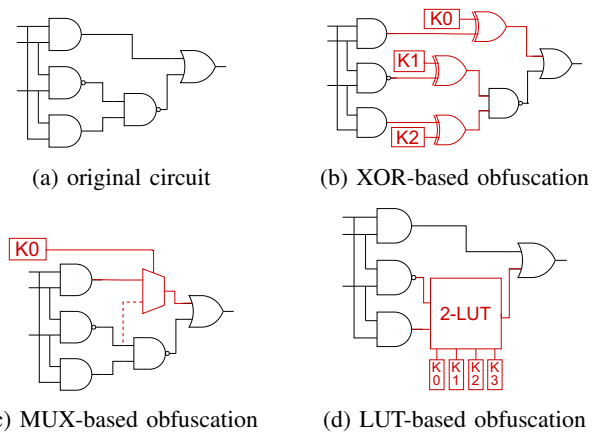 K0
K1
K2
(a) original circuit
(b) XOR-based obfuscation
K0
2-LUT
K
0
K
1
K
2
K
3
) MUX-based obfuscation
(d) LUT-based obfuscation